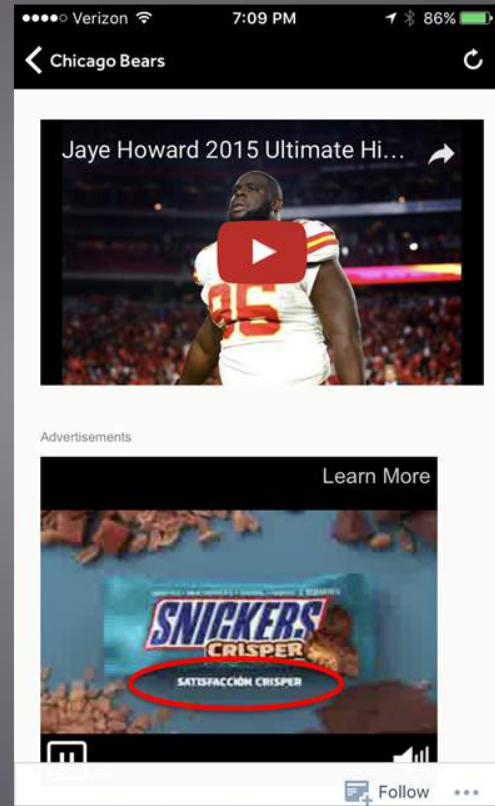 Verizon 7:09 PM 86%
Chicago Bears
Jaye Howard 2015 Ultimate Hi...
Advertisements
Learn More
SNICKERS
CRISPER
SATISFACCIÓN CRISPER
Follow